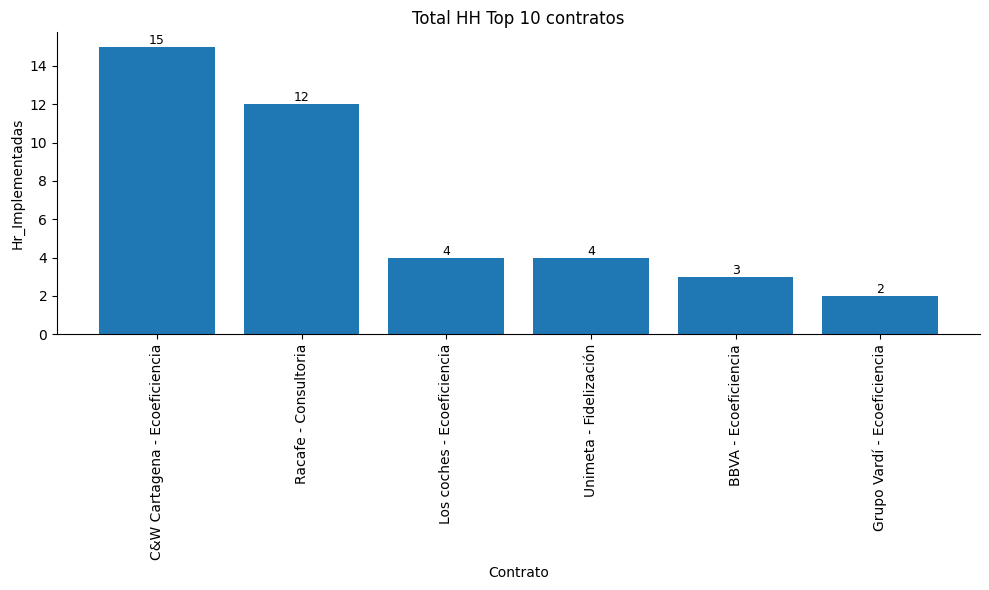 Total HH Top 10 contratos
Hr_Implementadas
14
12
10
8
6
4
2
0
15
12
4
4
3
2
C&W Cartagena - Ecoeficiencia
Racafe - Consultoria
Los coches - Ecoeficiencia
Unimeta - Fidelización
BBVA - Ecoeficiencia
Grupo Vardí - Ecoeficiencia
Contrato